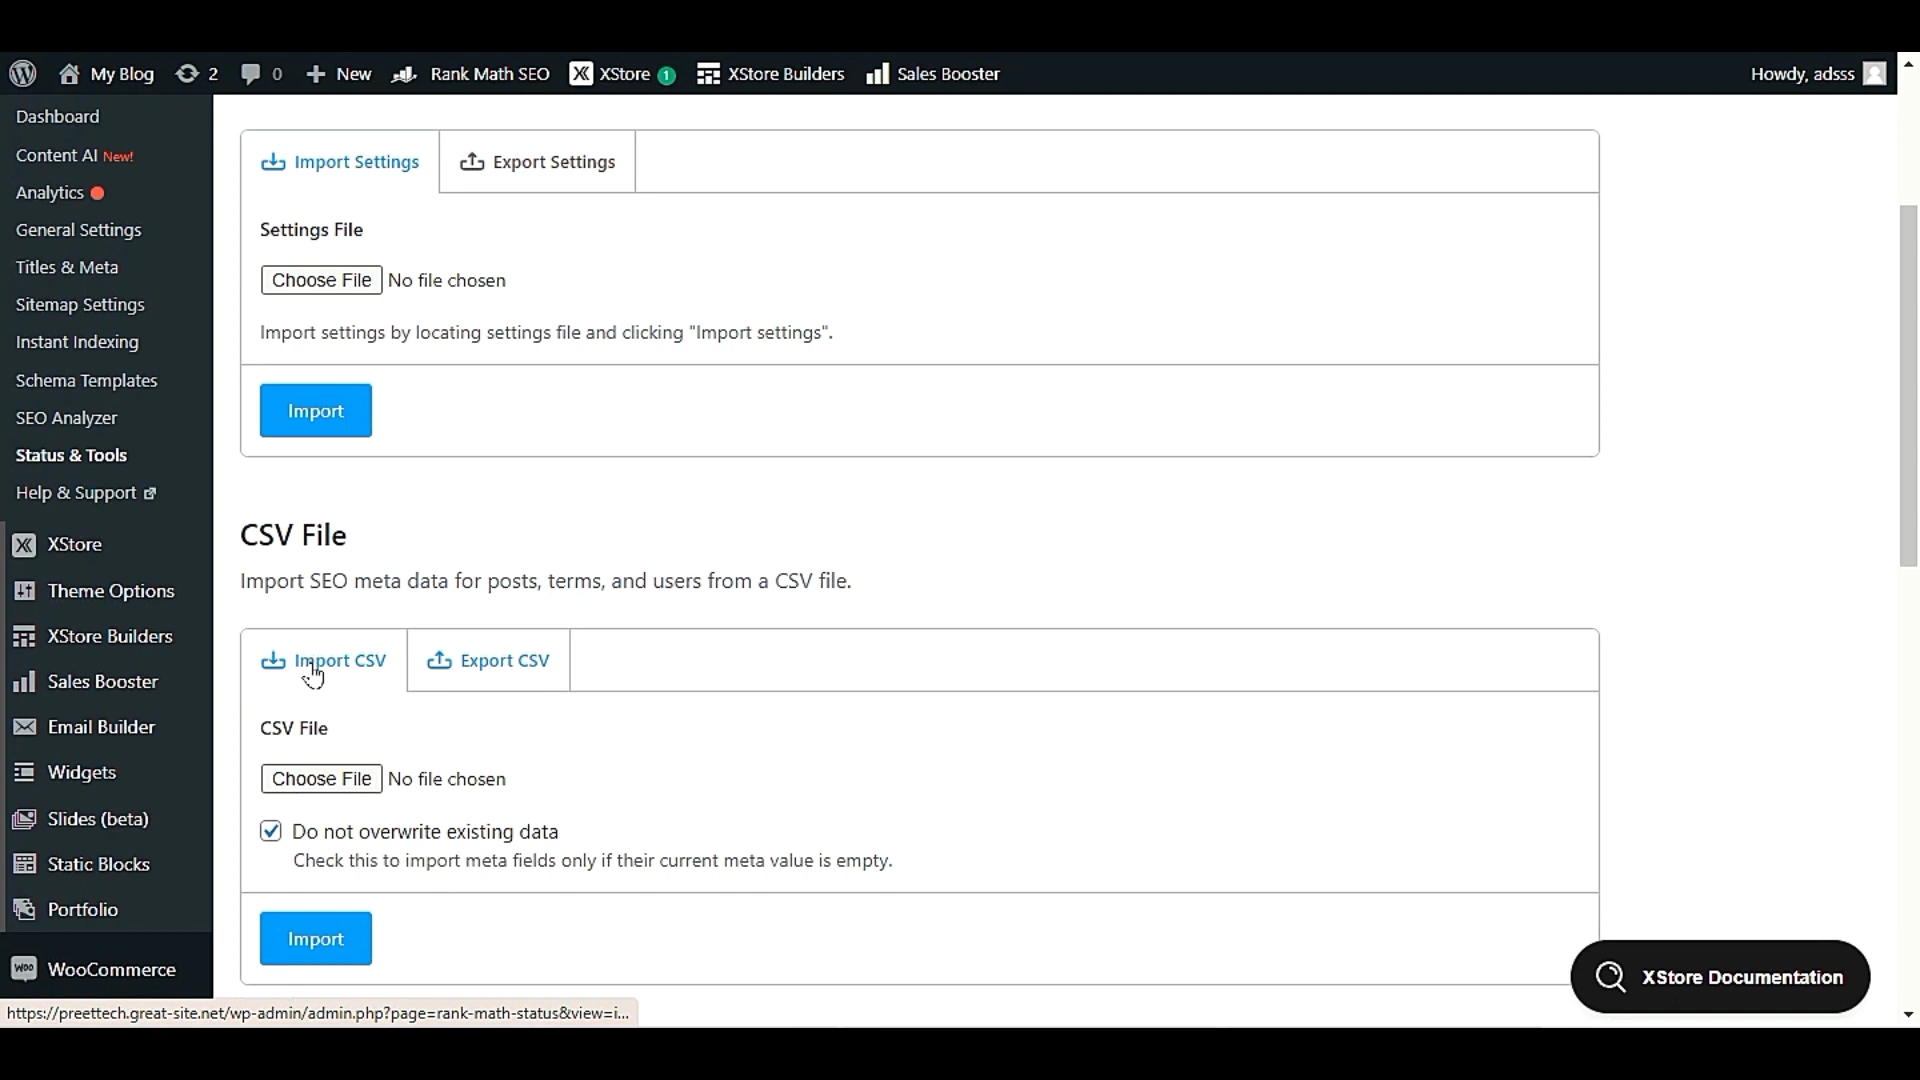 My Blog 2 0 New Rank Math SEO XStore 1 XStore Builders Sales Booster Howdy, adsss
Dashboard
Content AI New!
Analytics
General Settings
Titles & Meta
Sitemap Settings
Instant Indexing
Schema Templates
SEO Analyzer
Status & Tools
Help & Support
XStore
Theme Options
XStore Builders
Sales Booster
Email Builder
Widgets
Slides (beta)
Static Blocks
Portfolio
WooCommerce
Import Settings Export Settings
Settings File
Choose File No file chosen
Import settings by locating settings file and clicking "Import settings".
Import
CSV File
Import SEO meta data for posts, terms, and users from a CSV file.
Import CSV Export CSV
CSV File
Choose File No file chosen
Do not overwrite existing data
Check this to import meta fields only if their current meta value is empty.
Import
XStore Documentation
https://preettech.great-site.net/wp-admin/admin.php?page=rank-math-status&view=i...